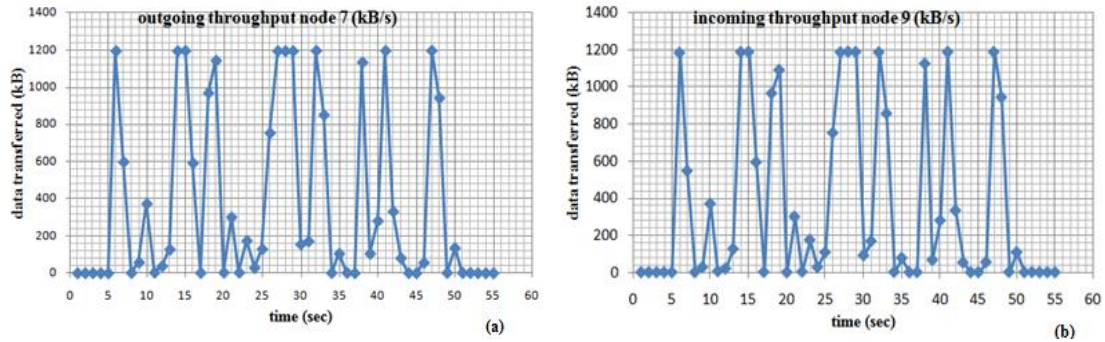 outgoing throughput node 7 (kB/s)
data transferred (kB)
1400
1200
1000
800
600
400
200
0
0 5 10 15 20 25 30 35 40 45 50 55 60
time (sec)
(a)
incoming throughput node 9 (kB/s)
data transferred (kB)
1400
1200
1000
800
600
400
200
0
0 5 10 15 20 25 30 35 40 45 50 55 60
time (sec)
(b)